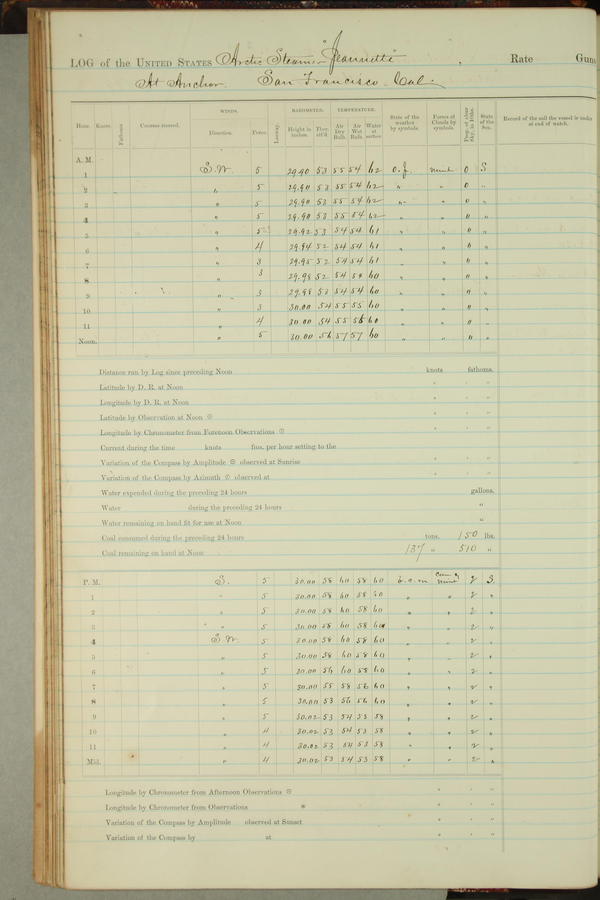 LOG of the UNITED STATES Arctic Steamer Jeannette , Rate Guns
At Anchor. San Francisco Cal.
WINDS. BAROMETER. TEMPERATURE.
Hour. Knots. Fathoms Courses steered. Direction. Force. Leeway. Height in inches. Ther. att'd Air Dry Bulb. Air Wet Bulb. Water at surface State of the weather by symbols. Forms of Clouds by symbols. Prop. of clear Sky, in 10ths. State of the Sea. Record of the sail the vessel is under at end of watch.
A. M.
1 S.W. 5 29.90 53 55 54 62 o.f. 0 S
2 " 5 29.90 53 55 54 62 " " 0 "
3 " 5 29.90 53 55 54 62 " " 0 "
4 " 5 29.90 53 55 54 62 " " 0 "
5 " 5 29.92 53 54 54 61 " " 0 "
6 " 4 29.94 52 54 54 61 " " 0 "
7 " 3 29.95 52 54 54 61 " " 0 "
8 " 3 29.98 52 54 54 60 " " 0 "
9 " 3 29.98 53 54 54 60 " " 0 "
10 " 3 30.00 54 55 55 60 " " 0 "
11 " 4 30.00 54 55 56 60 " " 0 "
Noon. " 5 30.00 56 57 57 60 " " 0 "
Distance run by Log since preceding Noon knots fathoms.
Latitude by D. R. at Noon ° ' "
Longitude by D. R. at Noon ° ' "
Latitude by Observation at Noon ☉ ° ' "
Longitude by Chronometer from Forenoon Observations ☉ ° ' "
Current during the time knots fms. per hour setting to the
Variation of the Compass by Amplitude ☉ observed at Sunrise ° ' "
Variation of the Compass by Azimuth ☉ observed at ° ' "
Water expended during the preceding 24 hours gallons.
Water during the preceding 24 hours "
Water remaining on hand fit for use at Noon "
Coal consumed during the preceding 24 hours tons. 150 lbs.
Coal remaining on hand at Noon 137 " 510 "
P. M. S. 5 30.00 58 60 58 60 b.c.m 2 S.
1 " 5 30.00 58 60 58 60 " " 2 "
2 " 5 30.00 58 60 58 60 " " 2 "
3 " 5 30.00 58 60 58 60 " " 2 "
4 S.W. 5 30.00 58 60 58 60 " " 2 "
5 " 5 30.00 58 60 58 60 " " 2 "
6 " 5 30.00 56 60 58 60 " " 2 "
7 " 5 30.00 55 58 56 60 " " 2 "
8 " 5 30.00 53 56 56 60 " " 2 "
9 " 5 30.02 53 54 53 58 " " 2 "
10 " 4 30.02 53 54 53 58 " " 2 "
11 " 4 30.02 53 54 53 58 " " 2 "
Mid. " 4 30.02 53 54 53 58 " " 2 "
Longitude by Chronometer from Afternoon Observations ☉ ° ' "
Longitude by Chronometer from Observations * ° ' "
Variation of the Compass by Amplitude observed at Sunset ° ' "
Variation of the Compass by at ° ' "